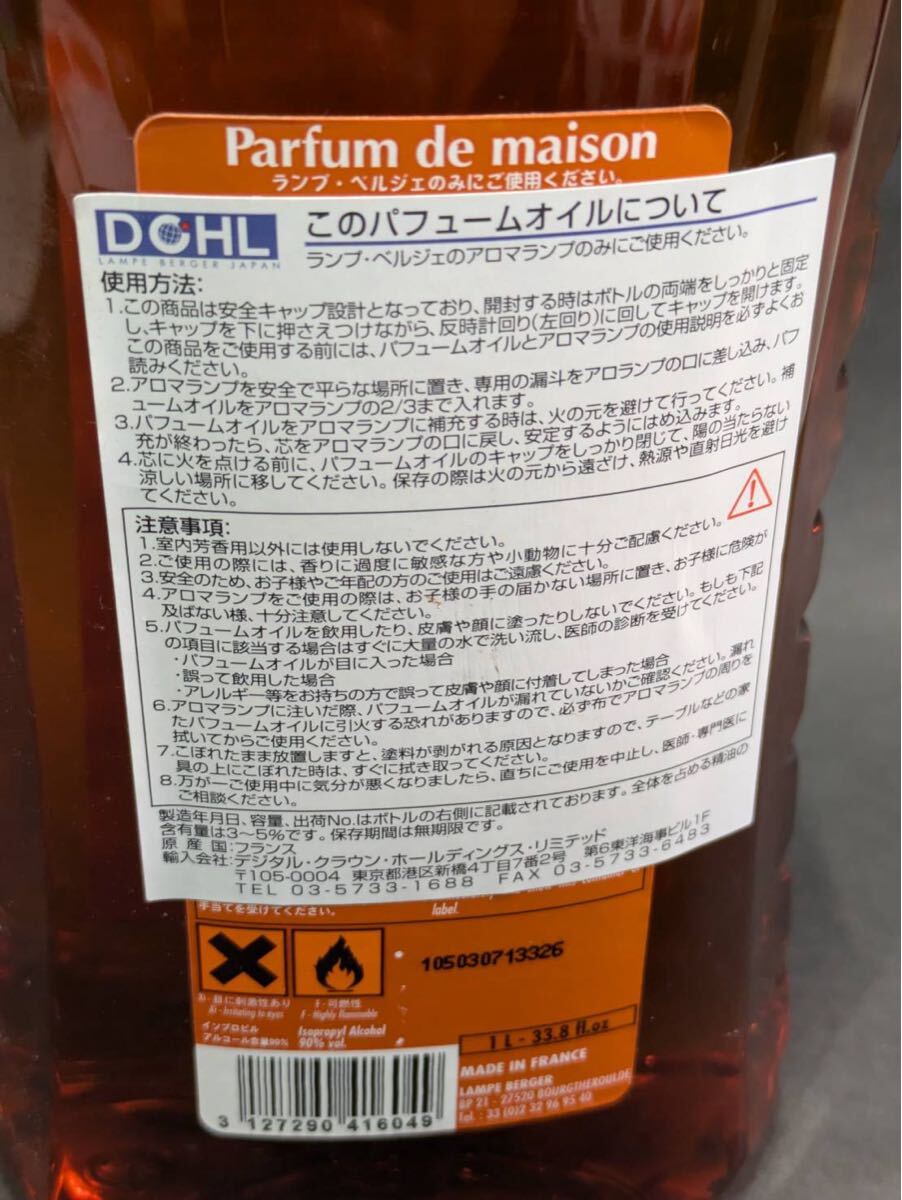 Parfum de maison
ランプ・ベルジェのみにご使用ください。
DCHL
LAMPE BERGER JAPAN
このパフュームオイルについて
ランプ・ベルジェのアロマランプのみにご使用ください。
使用方法:
1.この商品は安全キャップ設計となっており、開封する時はボトルの両端をしっかりと固定
し、キャップを下に押さえつけながら、反時計回り(左回り)に回してキャップを開けます。
この商品をご使用する前には、パフュームオイルとアロマランプの使用説明を必ずよくお
読みください。
2.アロマランプを安全で平らな場所に置き、専用の漏斗をアロランプの口に差し込み、パフ
ュームオイルをアロマランプの2/3まで入れます。
3.パフュームオイルをアロマランプに補充する時は、火の元を避けて行ってください。補
充が終わったら、芯をアロマランプの口に戻し、安定するようにはめ込みます。
4.芯に火を点ける前に、パフュームオイルのキャップをしっかり閉じて、陽の当たらない
涼しい場所に移してください。保存の際は火の元から遠ざけ、熱源や直射日光を避け
てください。
注意事項:
1.室内芳香用以外には使用しないでください。
2.ご使用の際には、香りに過度に敏感な方や小動物に十分ご配慮ください。
3.安全のため、お子様やご年配の方のご使用はご遠慮ください。
4.アロマランプをご使用の際は、お子様の手の届かない場所に置き、お子様に危険が
及ばない様、十分注意してください。
5.パフュームオイルを飲用したり、皮膚や顔に塗ったりしないでください。もしも下記
の項目に該当する場合はすぐに大量の水で洗い流し、医師の診断を受けてください。
・パフュームオイルが目に入った場合
・誤って飲用した場合
・アレルギー等をお持ちの方で誤って皮膚や顔に付着してしまった場合
6.アロマランプに注いだ際、パフュームオイルが漏れていないかご確認ください。漏れ
たパフュームオイルに引火する恐れがありますので、必ず布でアロマランプの周りを
拭いてからご使用ください。
7.こぼれたまま放置しますと、塗料が剥がれる原因となりますので、テーブルなどの家
具の上にこぼれた時は、すぐに拭き取ってください。
8.万が一ご使用中に気分が悪くなりましたら、直ちにご使用を中止し、医師・専門医に
ご相談ください。
製造年月日、容量、出荷No.はボトルの右側に記載されております。全体を占める精油の
含有量は3~5%です。保存期間は無期限です。
原 産 国:フランス
輸入会社:デジタル・クラウン・ホールディングス・リミテッド
〒105-0004 東京都港区新橋4丁目7番2号 第6東洋海事ビル1F
TEL 03-5733-1688 FAX 03-5733-6483
手当てを受けてください。
label.
105030713326
Xi - 目に刺激性あり
Xi - Irritating to eyes
F - 可燃性
F - Highly flammable
インプロピル
アルコール含量90%
Isopropyl Alcohol
90% vol.
1 L - 33.8 fl.oz
MADE IN FRANCE
LAMPE BERGER
BP 21 - 27520 BOURGTHEROULDE
Tel : 33 (0)2 32 96 95 40
3 127290 416049